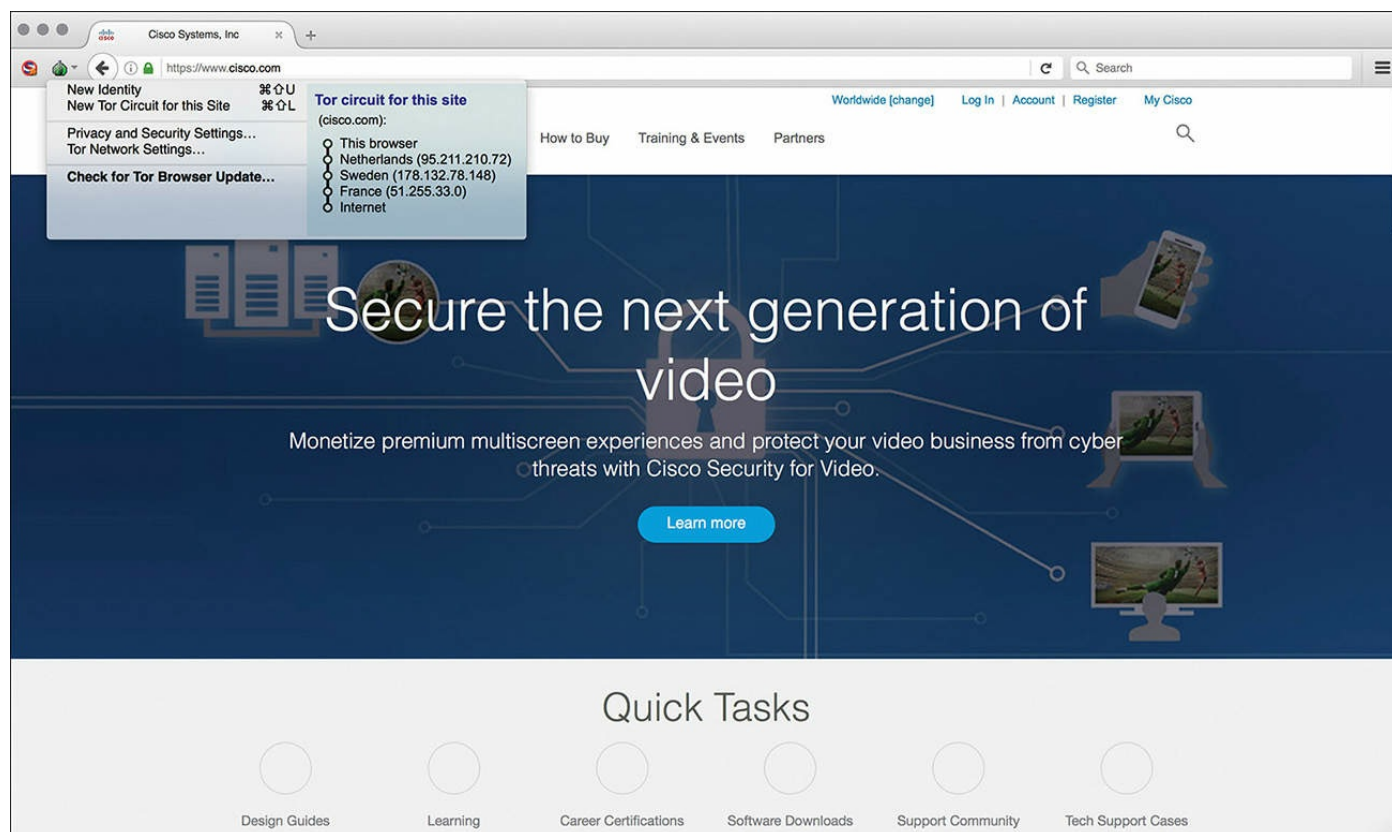 Cisco Systems, Inc
https://www.cisco.com
Search
New Identity ⌘⇧U
New Tor Circuit for this Site ⌘⇧L
Privacy and Security Settings...
Tor Network Settings...
Check for Tor Browser Update...
Tor circuit for this site
(cisco.com):
This browser
Netherlands (95.211.210.72)
Sweden (178.132.78.148)
France (51.255.33.0)
Internet
Worldwide [change] Log In | Account | Register My Cisco
How to Buy Training & Events Partners
Secure the next generation of
video
Monetize premium multiscreen experiences and protect your video business from cyber
threats with Cisco Security for Video.
Learn more
Quick Tasks
Design Guides Learning Career Certifications Software Downloads Support Community Tech Support Cases